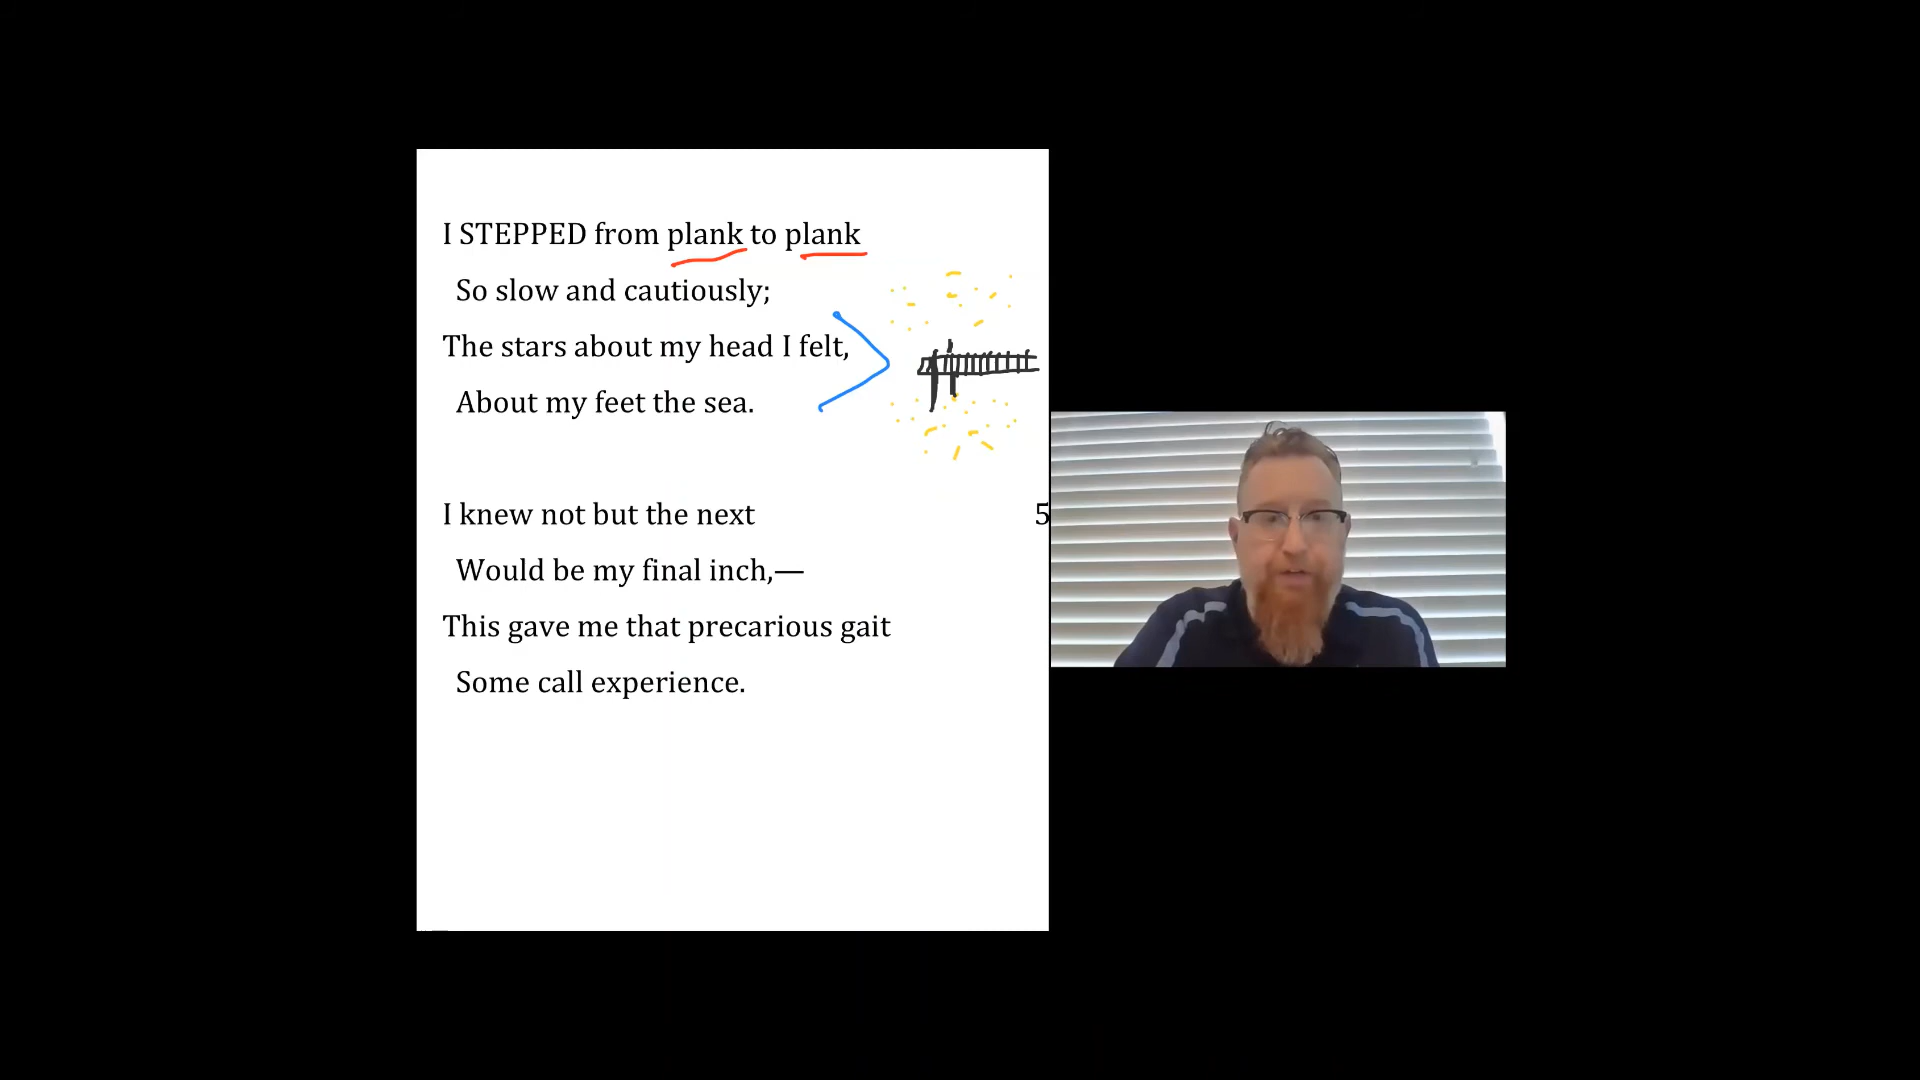 I STEPPED from plank to plank
So slow and cautiously;
The stars about my head I felt,
About my feet the sea.
I knew not but the next 5
Would be my final inch,—
This gave me that precarious gait
Some call experience.